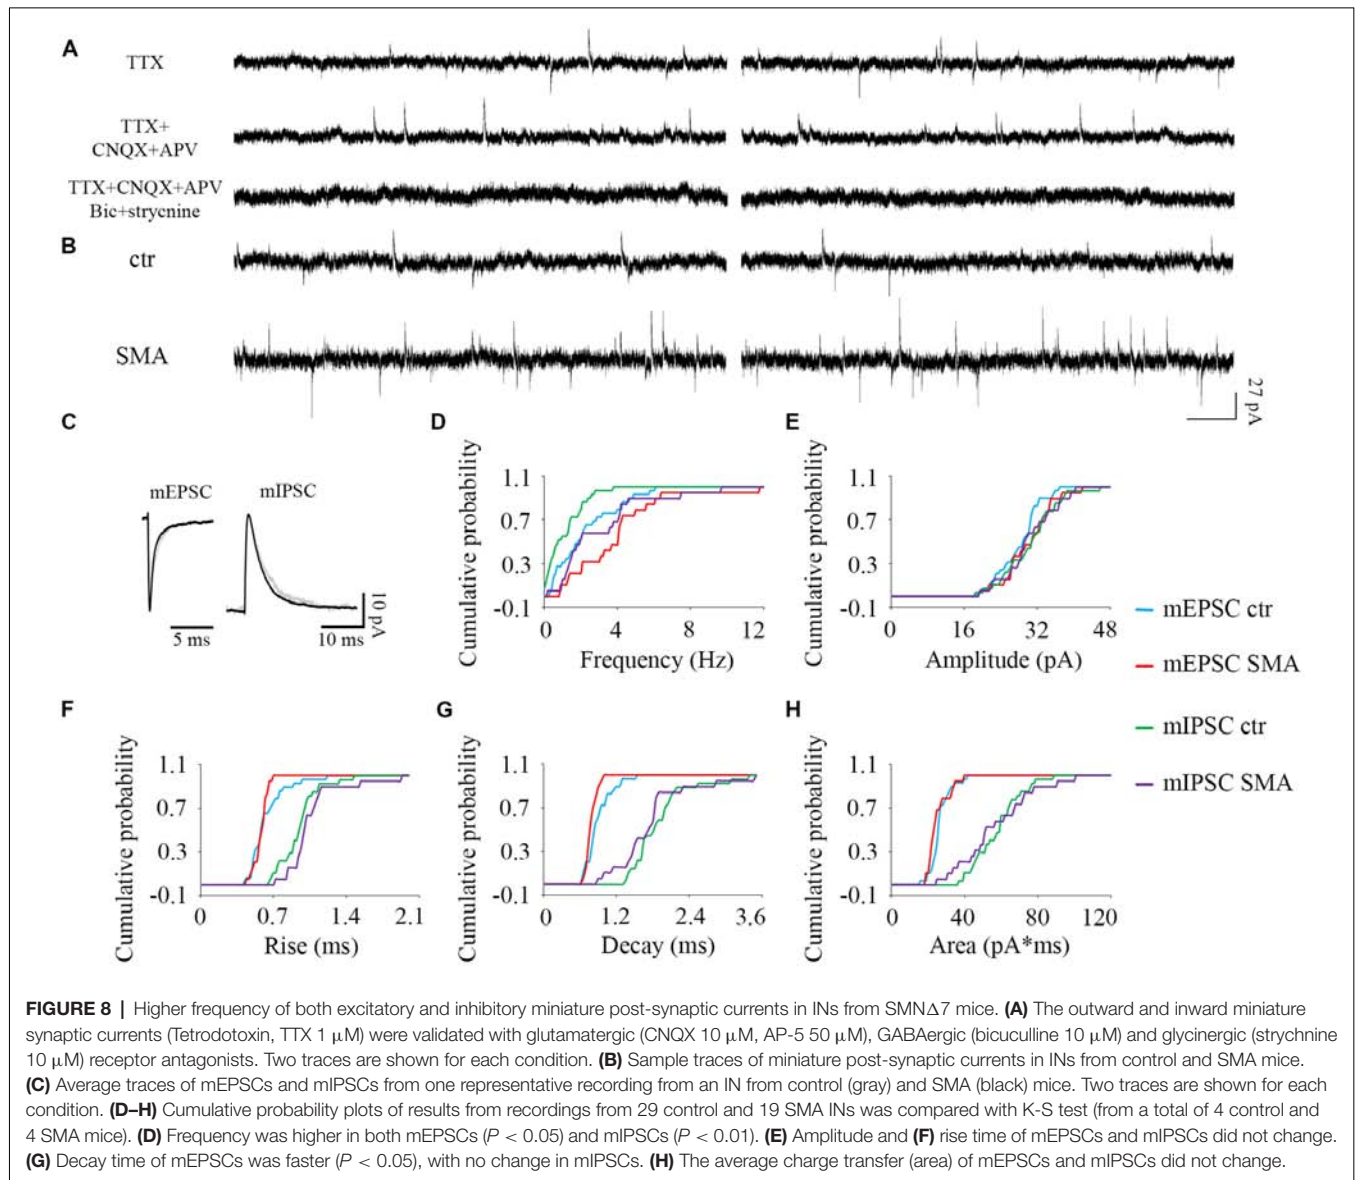 A
TTX
TTX+
CNQX+APV
TTX+CNQX+APV
Bic+strycnine
B
ctr
SMA
27 pA
C
mEPSC
mIPSC
5 ms
10 ms
10 pA
D
Cumulative probability
1.1
0.7
0.3
-0.1
0 4 8 12
Frequency (Hz)
E
Cumulative probability
1.1
0.7
0.3
-0.1
0 16 32 48
Amplitude (pA)
mEPSC ctr
mEPSC SMA
mIPSC ctr
mIPSC SMA
F
Cumulative probability
1.1
0.7
0.3
-0.1
0 0.7 1.4 2.1
Rise (ms)
G
Cumulative probability
1.1
0.7
0.3
-0.1
0 1.2 2.4 3.6
Decay (ms)
H
Cumulative probability
1.1
0.7
0.3
-0.1
0 40 80 120
Area (pA*ms)
FIGURE 8 | Higher frequency of both excitatory and inhibitory miniature post-synaptic currents in INs from SMNΔ7 mice. (A) The outward and inward miniature
synaptic currents (Tetrodotoxin, TTX 1 μM) were validated with glutamatergic (CNQX 10 μM, AP-5 50 μM), GABAergic (bicuculline 10 μM) and glycinergic (strychnine
10 μM) receptor antagonists. Two traces are shown for each condition. (B) Sample traces of miniature post-synaptic currents in INs from control and SMA mice.
(C) Average traces of mEPSCs and mIPSCs from one representative recording from an IN from control (gray) and SMA (black) mice. Two traces are shown for each
condition. (D–H) Cumulative probability plots of results from recordings from 29 control and 19 SMA INs was compared with K-S test (from a total of 4 control and
4 SMA mice). (D) Frequency was higher in both mEPSCs (P < 0.05) and mIPSCs (P < 0.01). (E) Amplitude and (F) rise time of mEPSCs and mIPSCs did not change.
(G) Decay time of mEPSCs was faster (P < 0.05), with no change in mIPSCs. (H) The average charge transfer (area) of mEPSCs and mIPSCs did not change.